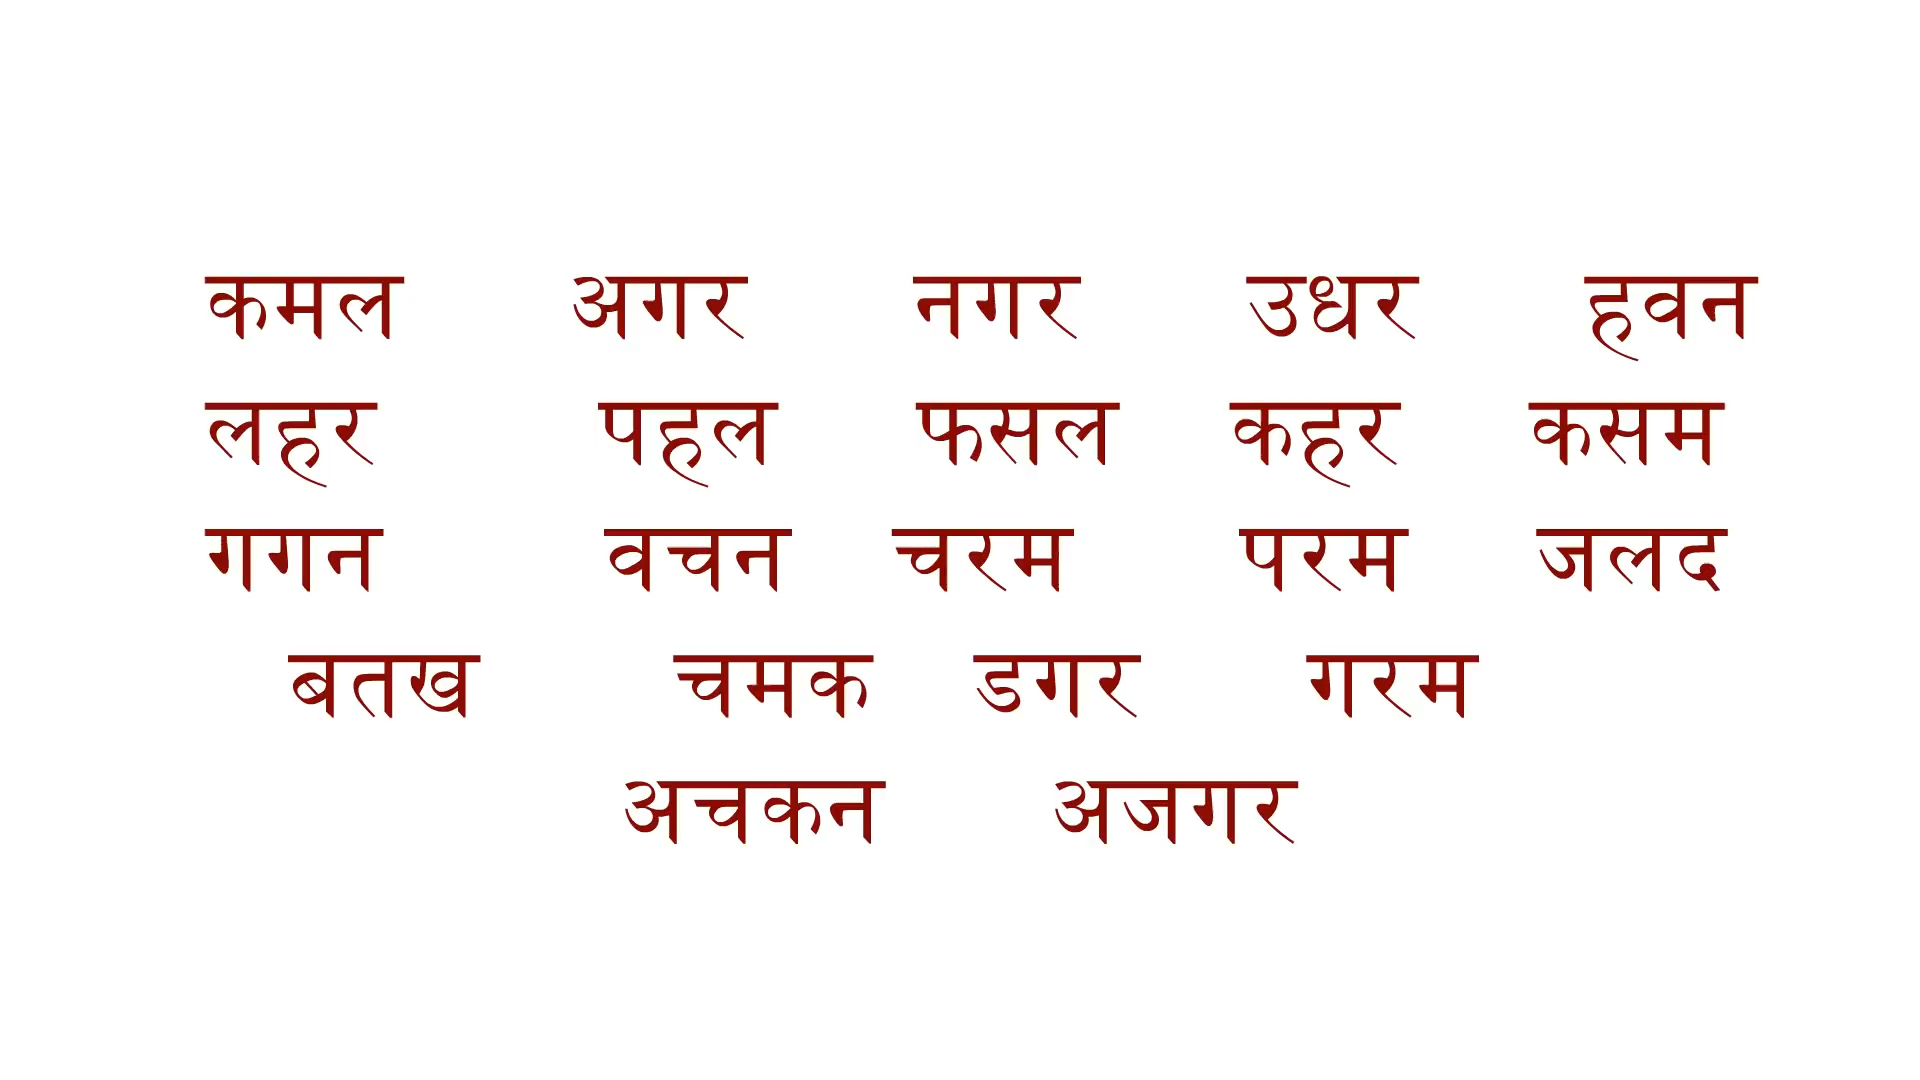 कमल अगर नगर उधर हवन
लहर पहल फसल कहर कसम
गगन वचन चरम परम जलद
बतख चमक डगर गरम
अचकन अजगर